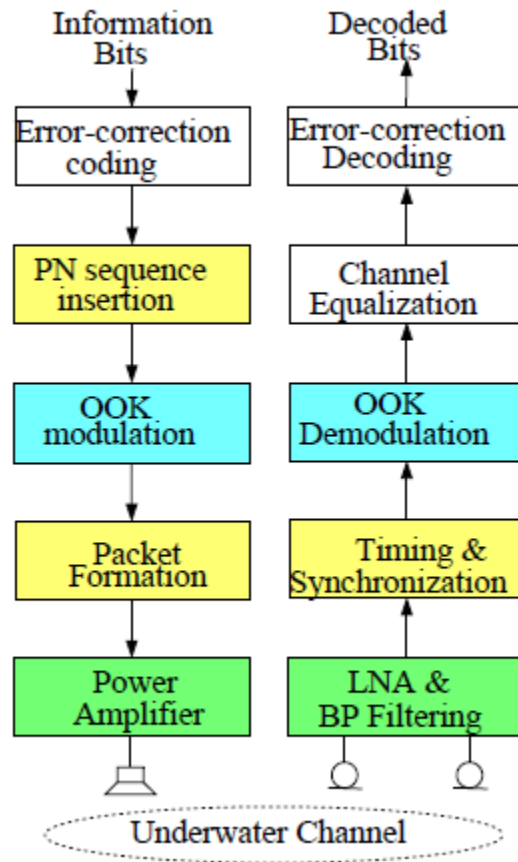 Information
Bits
Error-correction
coding
PN sequence
insertion
OOK
modulation
Packet
Formation
Power
Amplifier
Decoded
Bits
Error-correction
Decoding
Channel
Equalization
OOK
Demodulation
Timing &
Synchronization
LNA &
BP Filtering
Underwater Channel